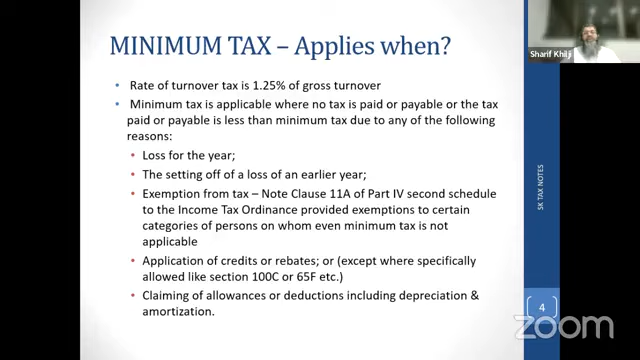 MINIMUM TAX – Applies when?
Sharif Khilji
• Rate of turnover tax is 1.25% of gross turnover
• Minimum tax is applicable where no tax is paid or payable or the tax
paid or payable is less than minimum tax due to any of the following
reasons:
• Loss for the year;
• The setting off of a loss of an earlier year;
• Exemption from tax – Note Clause 11A of Part IV second schedule
to the Income Tax Ordinance provided exemptions to certain
categories of persons on whom even minimum tax is not
applicable
• Application of credits or rebates; or (except where specifically
allowed like section 100C or 65F etc.)
• Claiming of allowances or deductions including depreciation &
amortization.
SK TAX NOTES
4
zoom